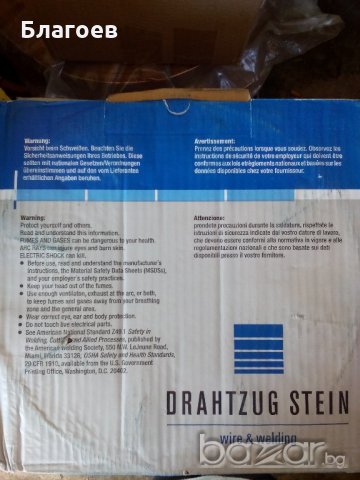 Благоев
Warnung:
Vorsicht beim Schweißen. Beachten Sie die
Sicherheitsanweisungen Ihres Betriebes. Diese
sollten mit nationalen Gesetzen/Verordnungen
übereinstimmen und auf den vom Lieferanten
erhältlichen Angaben beruhen.
Avertissement:
Prenez des précautions lorsque vous soudez. Observez les
instructions de sécurité de votre employeur qui doivent être
conformes aux lois et règlements nationaux et basées sur les
données disponibles chez votre fournisseur.
Warning:
Protect yourself and others.
Read and understand this information.
FUMES AND GASES can be dangerous to your health.
ARC RAYS can injure eyes and burn skin.
ELECTRIC SHOCK can kill.
• Before use, read and understand the manufacturer's
instructions, the Material Safety Data Sheets (MSDSs),
and your employer's safety practices.
• Keep your head out of the fumes.
• Use enough ventilation, exhaust at the arc, or both,
to keep fumes and gases away from your breathing
zone and the general area.
• Wear correct eye, ear and body protection.
• Do not touch live electrical parts.
• See American National Standard Z49.1 Safety in
Welding, Cutting and Allied Processes, published by
the American Welding Society, 550 N.W. LeJeune Road,
Miami, Florida 33126, OSHA Safety and Health Standards,
29 CFR 1910, available from the U.S. Government
Printing Office, Washington, D.C. 20402.
Attenzione:
prendete precauzioni durante la saldatura, rispettate le
istruzioni di sicurezza indicate dal vostro datore di lavoro,
che devono essere conformi alla normativa in vigore e alle
regolamentazioni nazionali e che sono basate sui dati
disponibili presso il vostro fornitore.
DRAHTZUG STEIN
wire & welding
bazar.bg